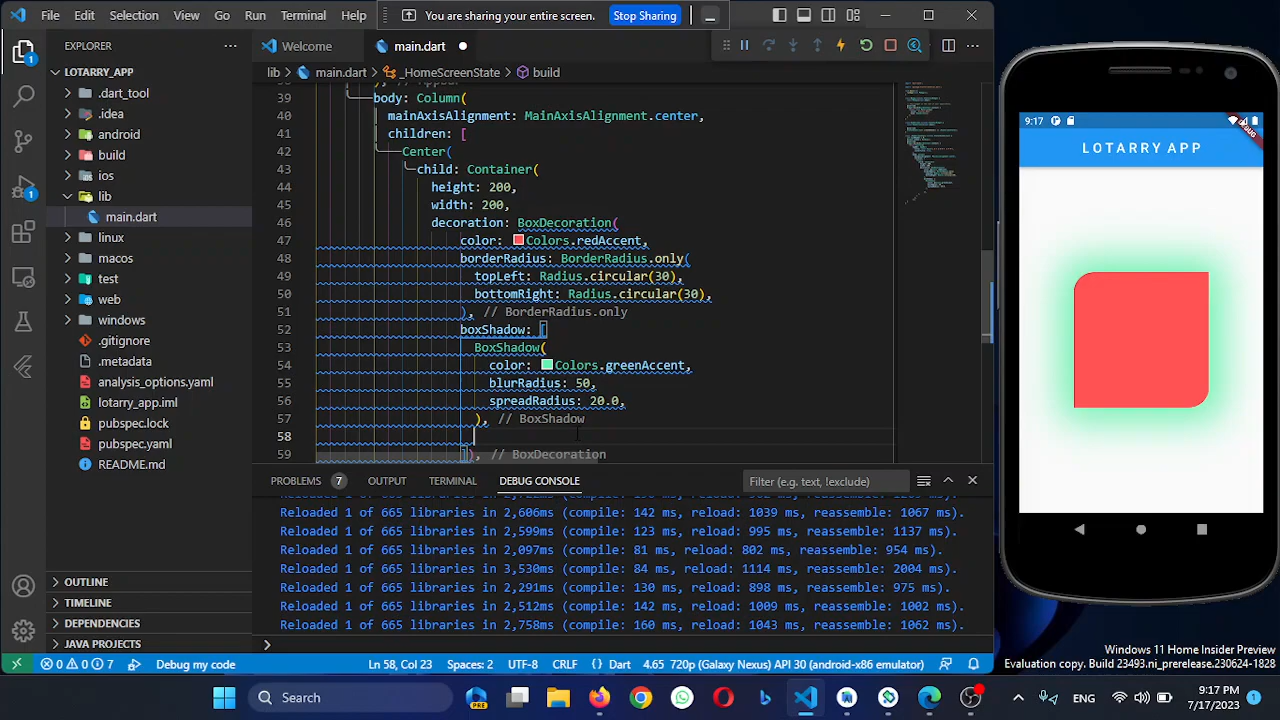 File Edit Selection View Go Run Terminal Help
You are sharing your entire screen. Stop Sharing
EXPLORER
Welcome
main.dart
LOTARRY_APP
.dart_tool
.idea
android
build
ios
lib
main.dart
linux
macos
test
web
windows
.gitignore
.metadata
analysis_options.yaml
lotarry_app.iml
pubspec.lock
pubspec.yaml
README.md
OUTLINE
TIMELINE
DEPENDENCIES
JAVA PROJECTS
lib > main.dart > _HomeScreenState > build
39 body: Column(
40 mainAxisAlignment: MainAxisAlignment.center,
41 children: [
42 Center(
43 child: Container(
44 height: 200,
45 width: 200,
46 decoration: BoxDecoration(
47 color: Colors.redAccent,
48 borderRadius: BorderRadius.only(
49 topLeft: Radius.circular(30),
50 bottomRight: Radius.circular(30),
51 ), // BorderRadius.only
52 boxShadow: [
53 BoxShadow(
54 color: Colors.greenAccent,
55 blurRadius: 50,
56 spreadRadius: 20.0,
57 ), // BoxShadow
58
59 ]), // BoxDecoration
PROBLEMS 7 OUTPUT TERMINAL DEBUG CONSOLE
Filter (e.g. text, !exclude)
Reloaded 1 of 665 libraries in 2,606ms (compile: 142 ms, reload: 1039 ms, reassemble: 1067 ms).
Reloaded 1 of 665 libraries in 2,599ms (compile: 123 ms, reload: 995 ms, reassemble: 1137 ms).
Reloaded 1 of 665 libraries in 2,097ms (compile: 81 ms, reload: 802 ms, reassemble: 954 ms).
Reloaded 1 of 665 libraries in 3,530ms (compile: 84 ms, reload: 1114 ms, reassemble: 2004 ms).
Reloaded 1 of 665 libraries in 2,291ms (compile: 130 ms, reload: 898 ms, reassemble: 975 ms).
Reloaded 1 of 665 libraries in 2,512ms (compile: 142 ms, reload: 1009 ms, reassemble: 1002 ms).
Reloaded 1 of 665 libraries in 2,758ms (compile: 160 ms, reload: 1043 ms, reassemble: 1062 ms).
0 0 7 Debug my code Ln 58, Col 23 Spaces: 2 UTF-8 CRLF {} Dart 4.65 720p (Galaxy Nexus) API 30 (android-x86 emulator)
9:17
DEBUG
LOTARRY APP
Windows 11 Home Insider Preview
Evaluation copy. Build 23493.ni_prerelease.230624-1828
Search
PRE
ENG
9:17 PM
7/17/2023
1